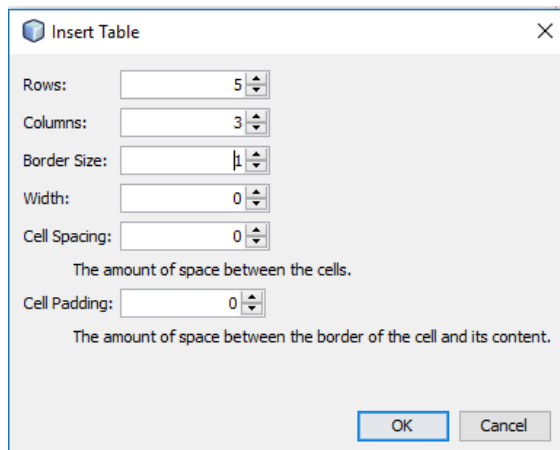 Insert Table
Rows: 5
Columns: 3
Border Size: 1
Width: 0
Cell Spacing: 0
The amount of space between the cells.
Cell Padding: 0
The amount of space between the border of the cell and its content.
OK Cancel